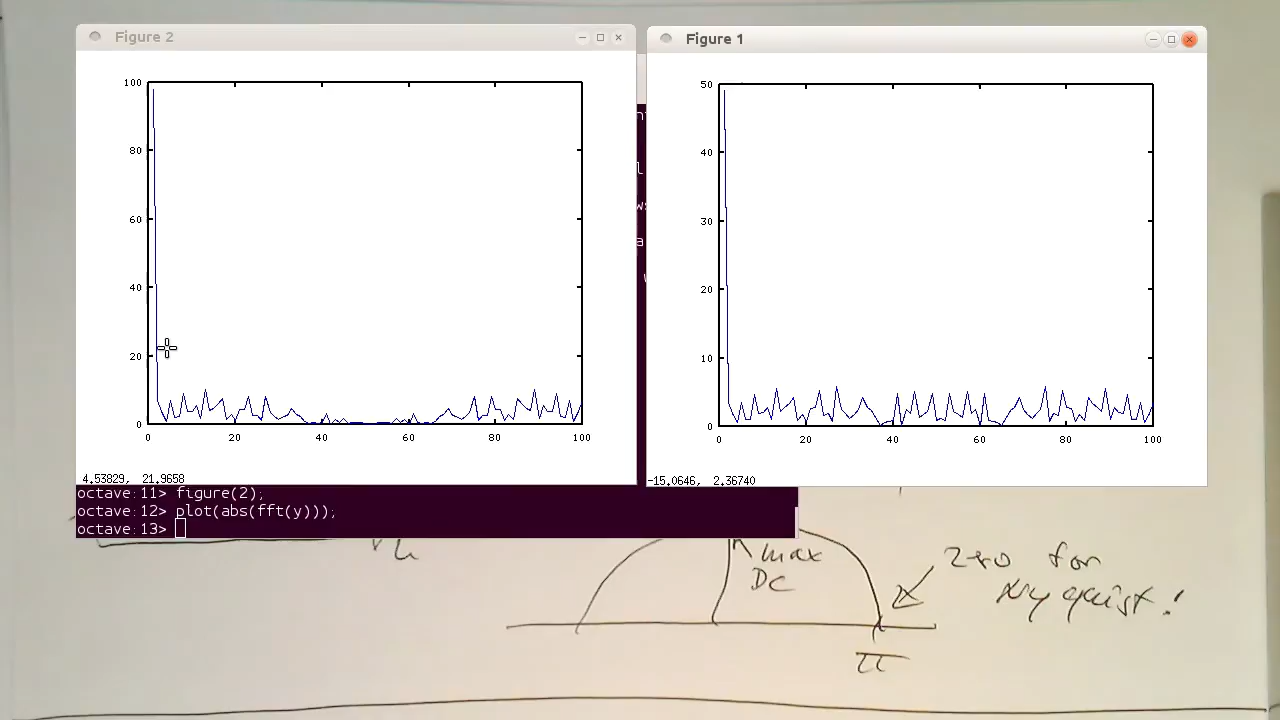 Figure 2
Figure 1
100
80
60
40
20
0
0 20 40 60 80 100
4.53829, 21.9658
50
40
30
20
10
0
0 20 40 60 80 100
-15.0646, 2.36740
octave:11> figure(2);
octave:12> plot(abs(fft(y)));
octave:13>
max
DC
zero for
Nyquist!
π